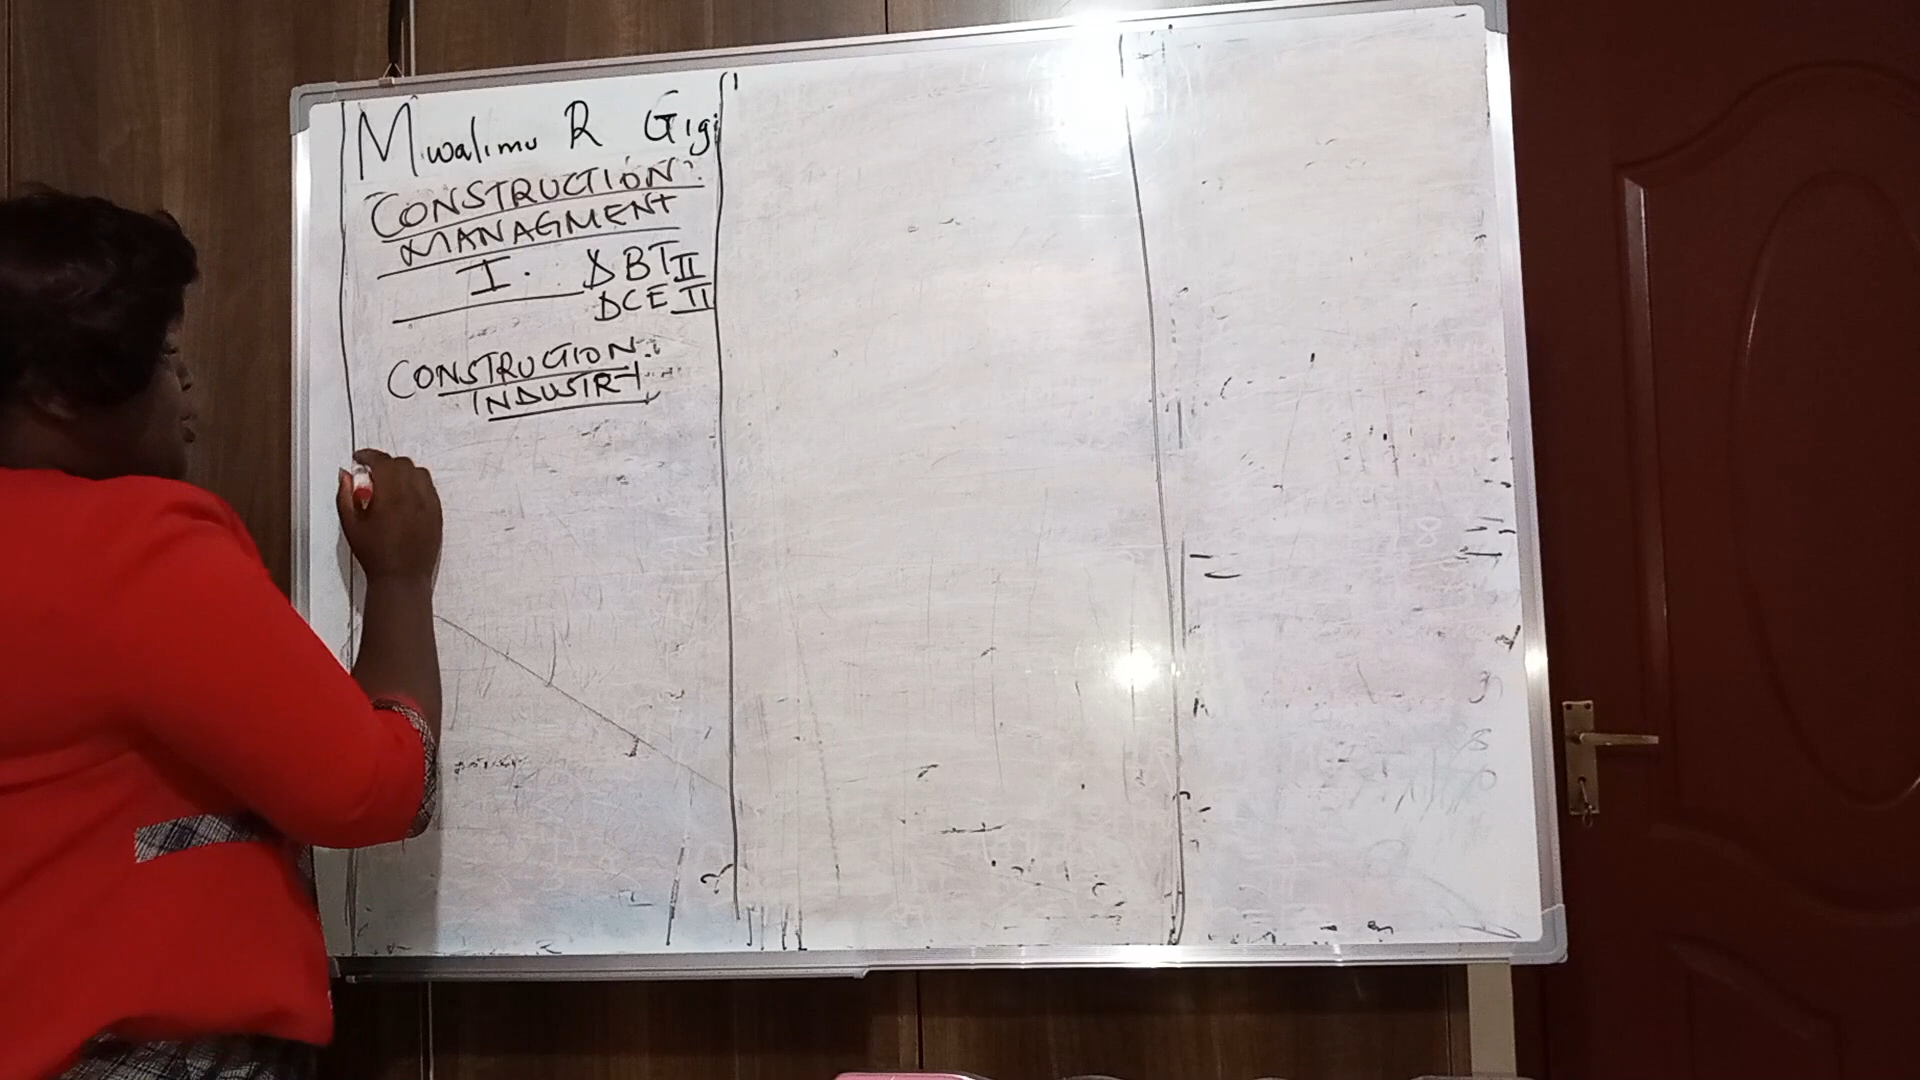 Mwalimu R Gigi
CONSTRUCTION
MANAGMENT
I. DBT II
DCE II
CONSTRUCTION
INDUSTRY